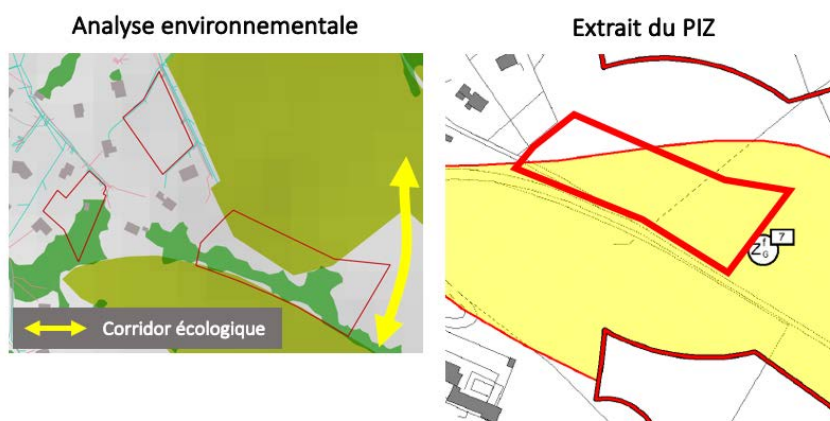 Analyse environnementale
Extrait du PIZ
Corridor écologique
Z f G
7